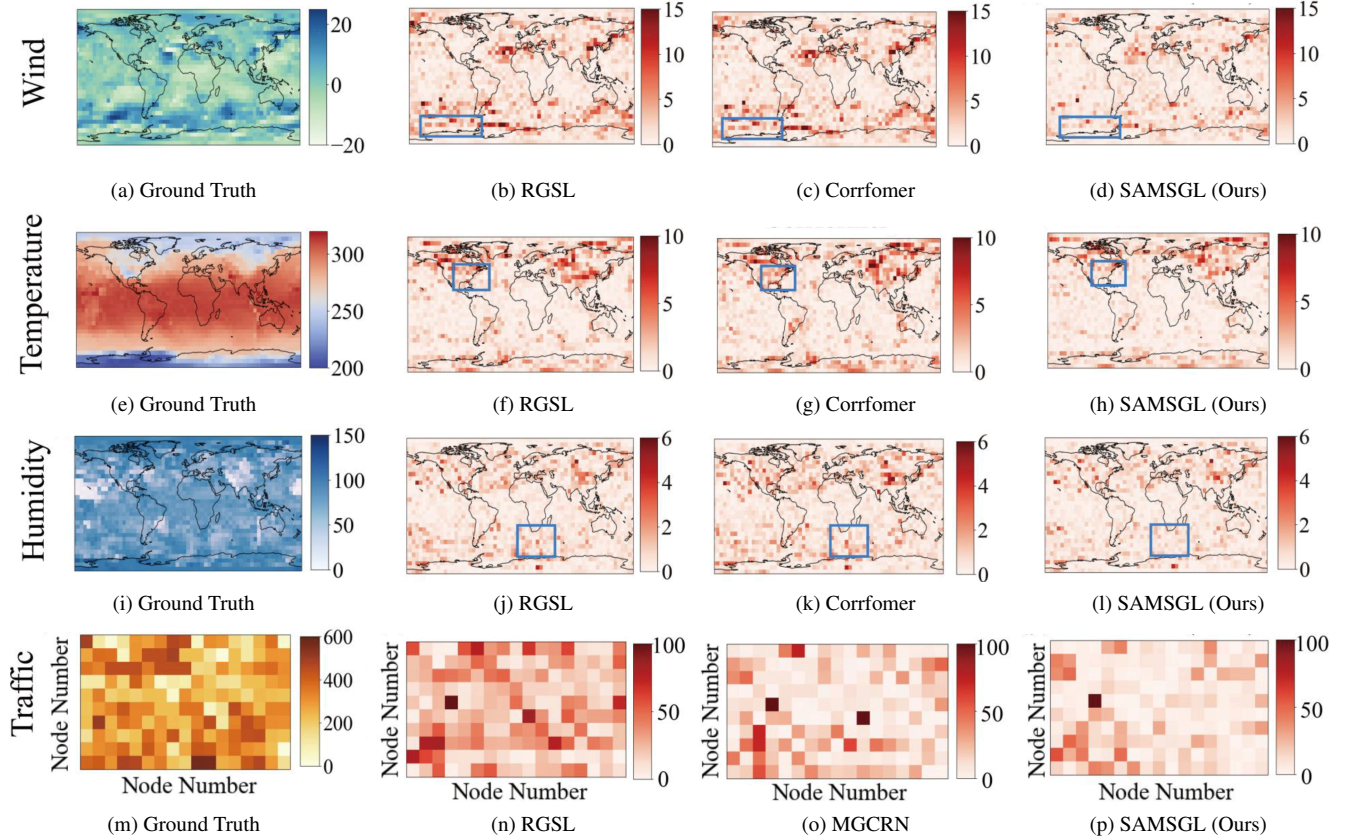 Wind
25
0
−20
15
10
5
0
15
10
5
0
15
10
5
0
(a) Ground Truth
(b) RGSL
(c) Corrfomer
(d) SAMSGL (Ours)
Temperature
300
250
200
10
5
0
10
5
0
10
5
0
(e) Ground Truth
(f) RGSL
(g) Corrfomer
(h) SAMSGL (Ours)
Humidity
150
100
50
0
6
4
2
0
6
4
2
0
6
4
2
0
(i) Ground Truth
(j) RGSL
(k) Corrfomer
(l) SAMSGL (Ours)
Traffic
Node Number
600
400
200
0
Node Number
Node Number
100
50
0
Node Number
Node Number
100
50
0
Node Number
Node Number
100
50
0
Node Number
(m) Ground Truth
(n) RGSL
(o) MGCRN
(p) SAMSGL (Ours)